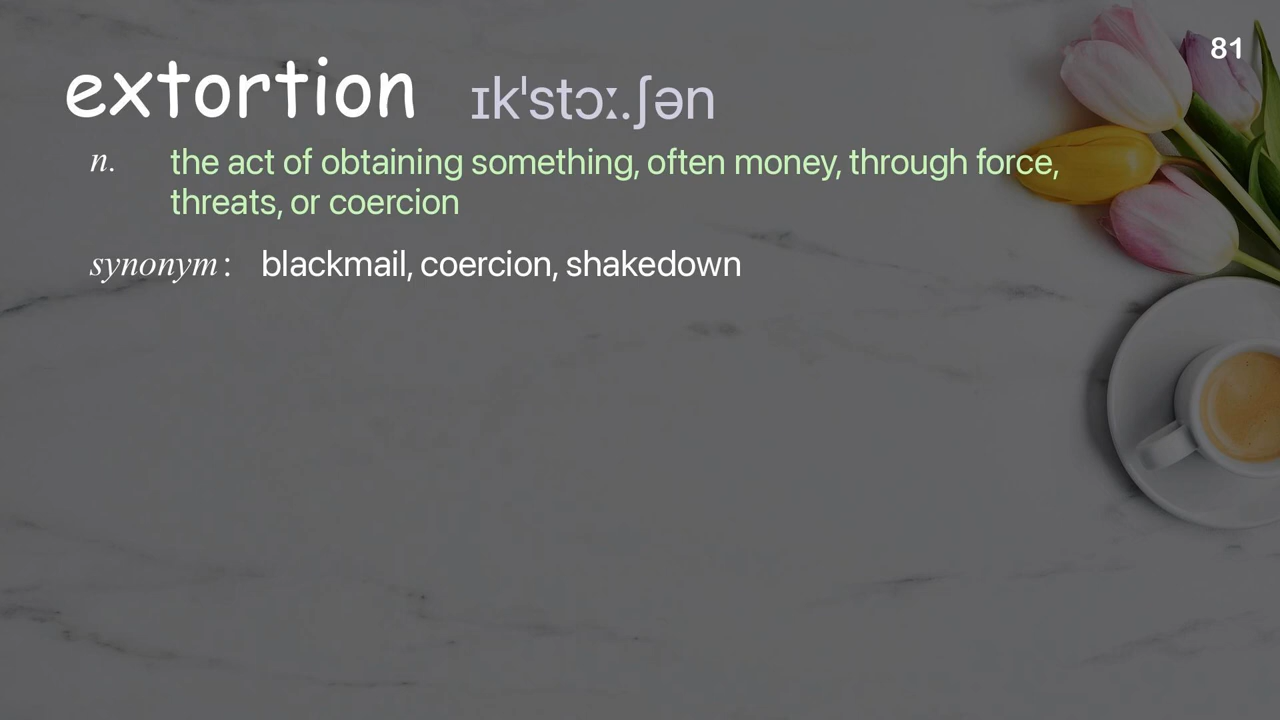 81
extortion ɪkˈstɔː.ʃən
n. the act of obtaining something, often money, through force,
threats, or coercion
synonym: blackmail, coercion, shakedown